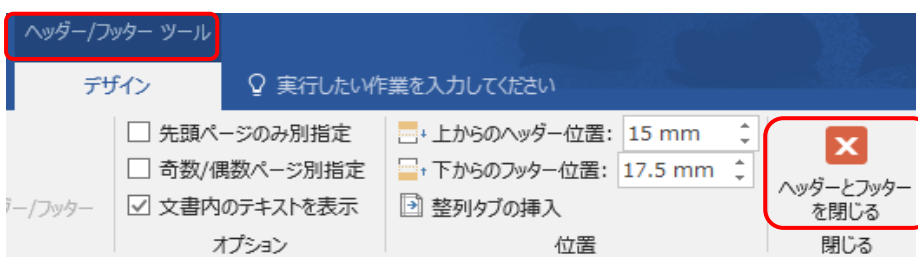 ヘッダー/フッター ツール
デザイン
実行したい作業を入力してください
先頭ページのみ別指定
奇数/偶数ページ別指定
文書内のテキストを表示
オプション
上からのヘッダー位置: 15 mm
下からのフッター位置: 17.5 mm
整列タブの挿入
位置
ヘッダーとフッター
を閉じる
閉じる
/フッター